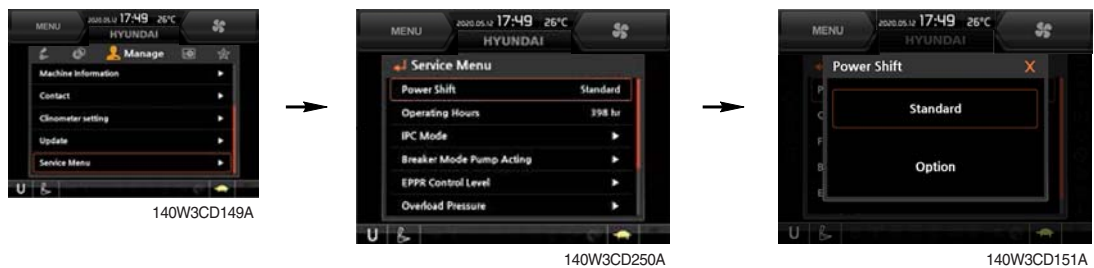 MENU 2020.05.12 17:49 26°C
HYUNDAI
Manage
Machine Information
Contact
Clinometer setting
Update
Service Menu
U
140W3CD149A
MENU 2020.05.12 17:49 26°C
HYUNDAI
Service Menu
Power Shift Standard
Operating Hours 398 hr
IPC Mode
Breaker Mode Pump Acting
EPPR Control Level
Overload Pressure
U
140W3CD250A
MENU 2020.05.12 17:49 26°C
HYUNDAI
Power Shift X
Standard
Option
U
140W3CD151A